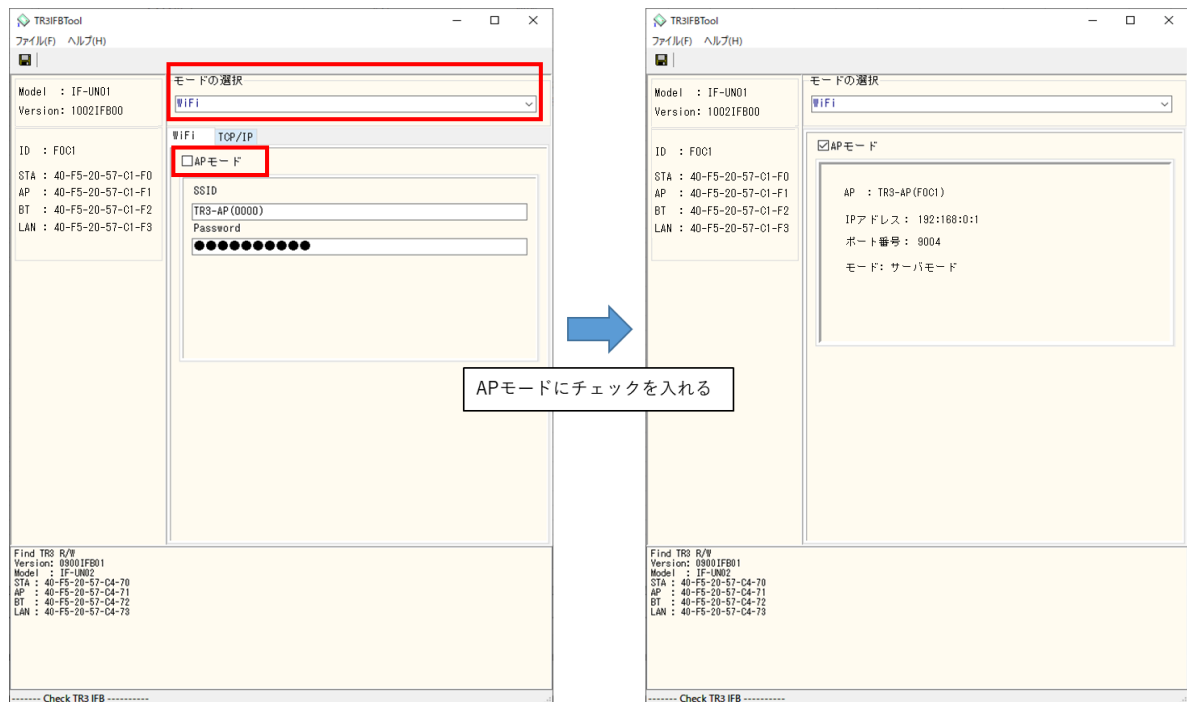 TR3IFBTool
ファイル(F) ヘルプ(H)
Model : IF-UN01
Version: 1002IFB00
ID : F0C1
STA : 40-F5-20-57-C1-F0
AP : 40-F5-20-57-C1-F1
BT : 40-F5-20-57-C1-F2
LAN : 40-F5-20-57-C1-F3
モードの選択
WiFi
WiFi TCP/IP
APモード
SSID
TR3-AP(0000)
Password
●●●●●●●●●●
Find TR3 R/W
Version: 0900IFB01
Model : IF-UN02
STA : 40-F5-20-57-C4-70
AP : 40-F5-20-57-C4-71
BT : 40-F5-20-57-C4-72
LAN : 40-F5-20-57-C4-73
------- Check TR3 IFB ----------
APモードにチェックを入れる
TR3IFBTool
ファイル(F) ヘルプ(H)
Model : IF-UN01
Version: 1002IFB00
ID : F0C1
STA : 40-F5-20-57-C1-F0
AP : 40-F5-20-57-C1-F1
BT : 40-F5-20-57-C1-F2
LAN : 40-F5-20-57-C1-F3
モードの選択
WiFi
APモード
AP : TR3-AP(F0C1)
IPアドレス: 192:168:0:1
ポート番号: 9004
モード: サーバモード
Find TR3 R/W
Version: 0900IFB01
Model : IF-UN02
STA : 40-F5-20-57-C4-70
AP : 40-F5-20-57-C4-71
BT : 40-F5-20-57-C4-72
LAN : 40-F5-20-57-C4-73
------- Check TR3 IFB ----------